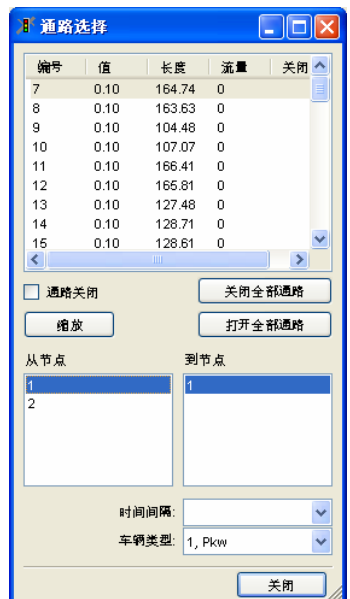 通路选择
编号 值 长度 流量 关闭
7 0.10 164.74 0
8 0.10 163.63 0
9 0.10 104.48 0
10 0.10 107.07 0
11 0.10 166.41 0
12 0.10 165.81 0
13 0.10 127.48 0
14 0.10 128.71 0
15 0.10 128.61 0
通路关闭 关闭全部通路
缩放 打开全部通路
从节点 到节点
1 1
2
时间间隔:
车辆类型: 1, Pkw
关闭